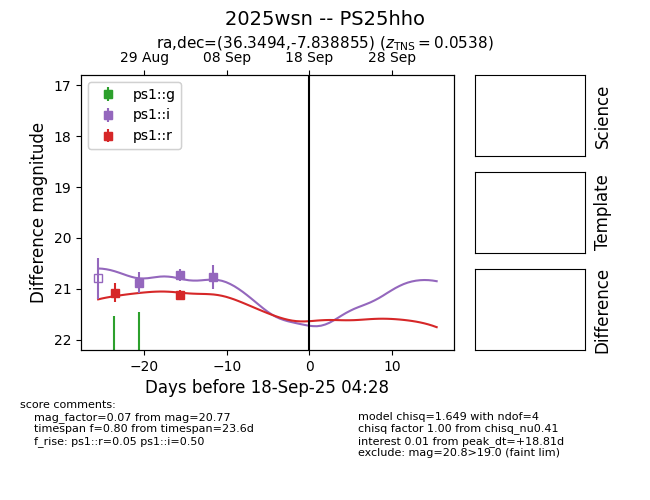 2025wsn -- PS25hho
ra,dec=(36.3494,-7.838855) (zTNS = 0.0538)
29 Aug 08 Sep 18 Sep 28 Sep
17
18
19
20
21
22
Difference magnitude
ps1::g
ps1::i
ps1::r
−20 −10 0 10
Days before 18-Sep-25 04:28
Science
Template
Difference
score comments:
mag_factor=0.07 from mag=20.77
timespan f=0.80 from timespan=23.6d
f_rise: ps1::r=0.05 ps1::i=0.50
model chisq=1.649 with ndof=4
chisq factor 1.00 from chisq_nu0.41
interest 0.01 from peak_dt=+18.81d
exclude: mag=20.8>19.0 (faint lim)